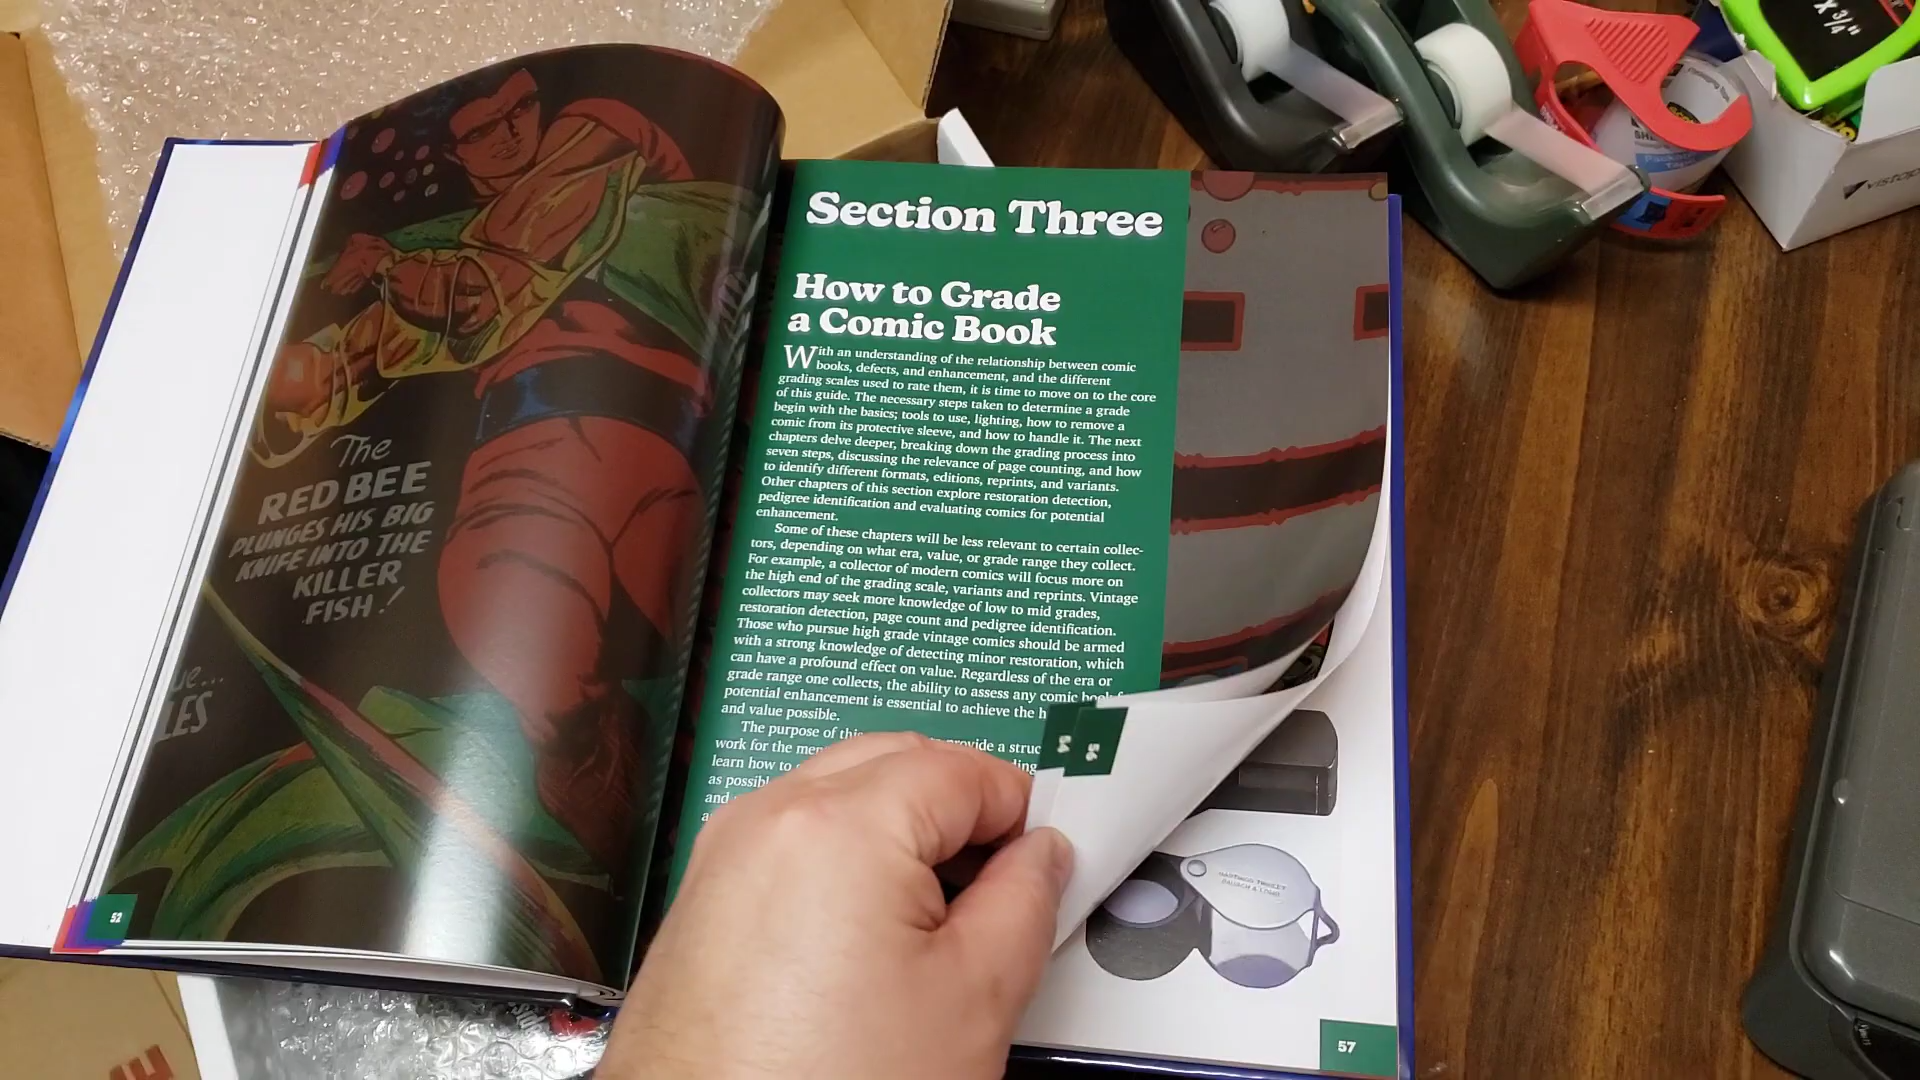 The
RED BEE
PLUNGES HIS BIG
KNIFE INTO THE
KILLER
FISH!
ue...
LES
52
Section Three
How to Grade
a Comic Book
With an understanding of the relationship between comic
books, defects, and enhancement, and the different
grading scales used to rate them, it is time to move on to the core
of this guide. The necessary steps taken to determine a grade
begin with the basics; tools to use, lighting, how to remove a
comic from its protective sleeve, and how to handle it. The next
chapters delve deeper, breaking down the grading process into
seven steps, discussing the relevance of page counting, and how
to identify different formats, editions, reprints, and variants.
Other chapters of this section explore restoration detection,
pedigree identification and evaluating comics for potential
enhancement.
Some of these chapters will be less relevant to certain collec-
tors, depending on what era, value, or grade range they collect.
For example, a collector of modern comics will focus more on
the high end of the grading scale, variants and reprints. Vintage
collectors may seek more knowledge of low to mid grades,
restoration detection, page count and pedigree identification.
Those who pursue high grade vintage comics should be armed
with a strong knowledge of detecting minor restoration, which
can have a profound effect on value. Regardless of the era or
grade range one collects, the ability to assess any comic book
potential enhancement is essential to achieve the
and value possible.
The purpose of provide a
work for the
learn how to
as
and
54
56
57
BAUSCH & LOMB
X 3/4"